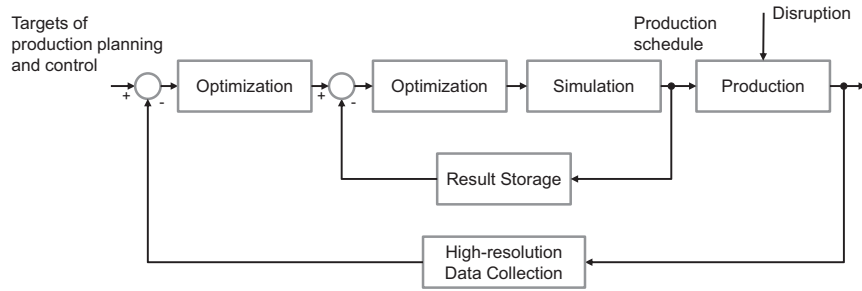 Targets of
production planning
and control
Production
schedule
Disruption
Optimization
Optimization
Simulation
Production
+
-
+
-
Result Storage
High-resolution
Data Collection